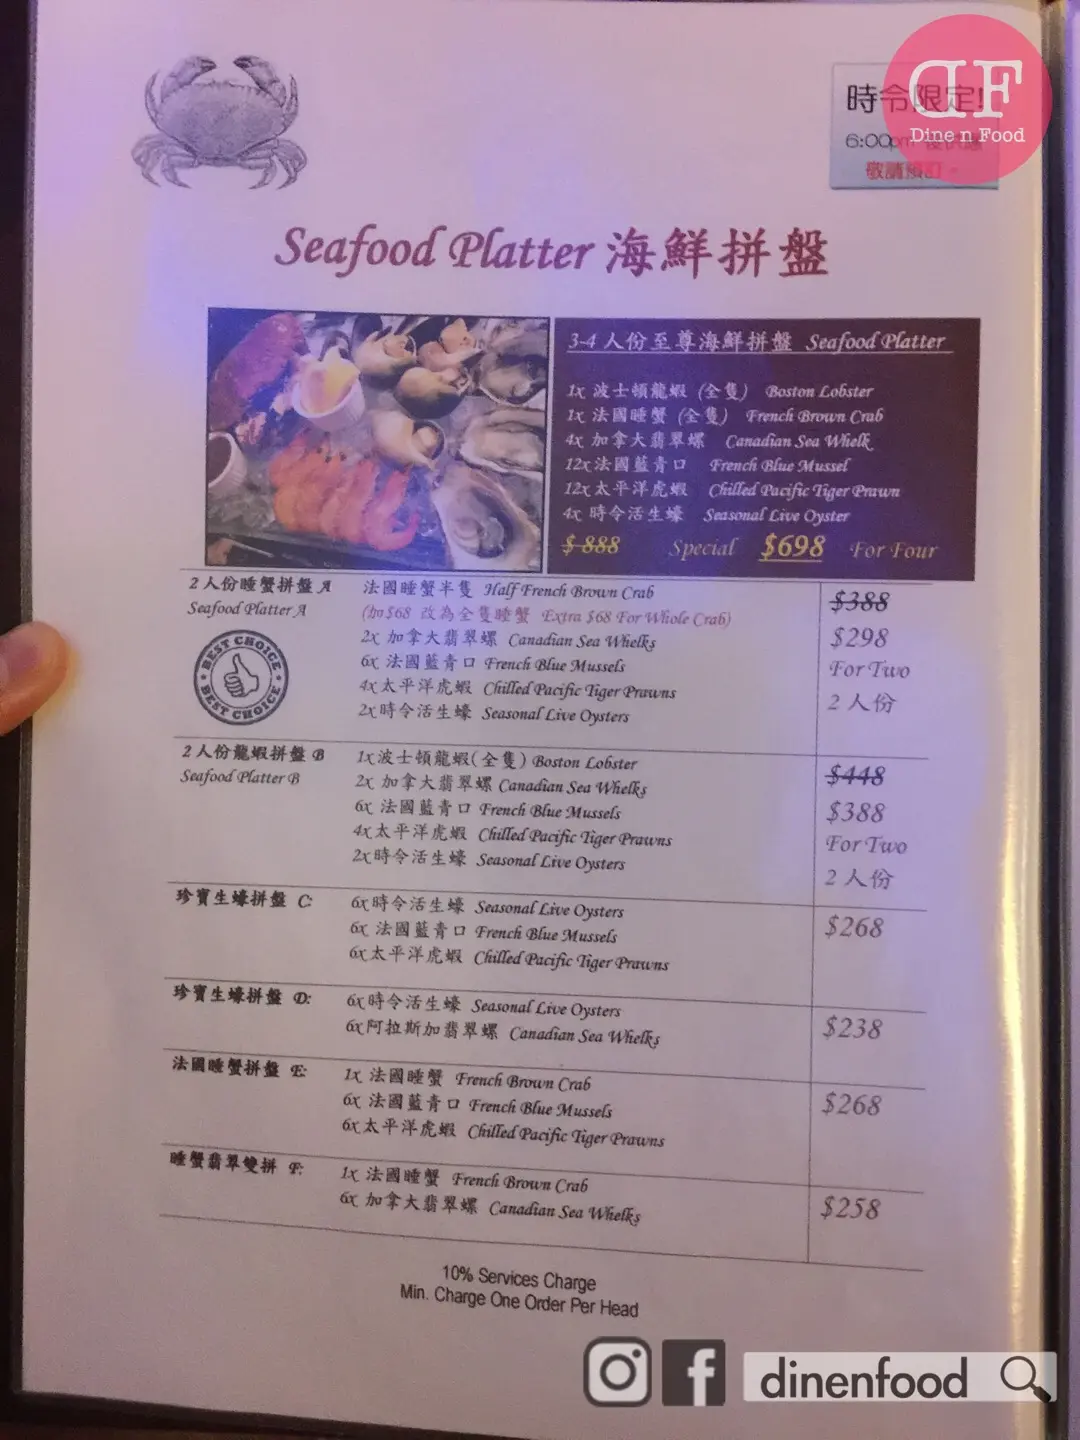 時令限定!
DF
Dine n Food
6:00pm
敬請預訂。
Seafood Platter 海鮮拼盤
3-4 人份至尊海鮮拼盤 Seafood Platter
1x 波士頓龍蝦 (全隻) Boston Lobster
1x 法國睡蟹 (全隻) French Brown Crab
4x 加拿大翡翠螺 Canadian Sea Whelk
12x 法國藍青口 French Blue Mussel
12x 太平洋虎蝦 Chilled Pacific Tiger Prawn
4x 時令活生蠔 Seasonal Live Oyster
$ 888 Special $698 For Four
2 人份睡蟹拼盤 A
Seafood Platter A
BEST CHOICE
BEST CHOICE
法國睡蟹半隻 Half French Brown Crab
(加$68 改為全隻睡蟹 Extra $68 For Whole Crab)
2x 加拿大翡翠螺 Canadian Sea Whelks
6x 法國藍青口 French Blue Mussels
4x 太平洋虎蝦 Chilled Pacific Tiger Prawns
2x 時令活生蠔 Seasonal Live Oysters
$388
$298
For Two
2 人份
2 人份龍蝦拼盤 B
Seafood Platter B
1x 波士頓龍蝦(全隻) Boston Lobster
2x 加拿大翡翠螺 Canadian Sea Whelks
6x 法國藍青口 French Blue Mussels
4x 太平洋虎蝦 Chilled Pacific Tiger Prawns
2x 時令活生蠔 Seasonal Live Oysters
$448
$388
For Two
2 人份
珍寶生蠔拼盤 C:
6x 時令活生蠔 Seasonal Live Oysters
6x 法國藍青口 French Blue Mussels
6x 太平洋虎蝦 Chilled Pacific Tiger Prawns
$268
珍寶生蠔拼盤 D:
6x 時令活生蠔 Seasonal Live Oysters
6x 阿拉斯加翡翠螺 Canadian Sea Whelks
$238
法國睡蟹拼盤 E:
1x 法國睡蟹 French Brown Crab
6x 法國藍青口 French Blue Mussels
6x 太平洋虎蝦 Chilled Pacific Tiger Prawns
$268
睡蟹翡翠雙拼 F:
1x 法國睡蟹 French Brown Crab
6x 加拿大翡翠螺 Canadian Sea Whelks
$258
10% Services Charge
Min. Charge One Order Per Head
dinenfood